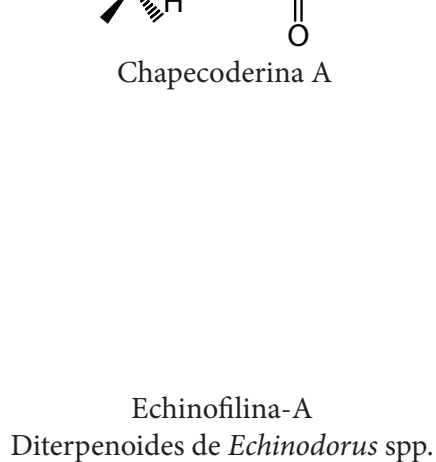 H
O
Chapecoderina A
Echinofilina-A
Diterpenoides de Echinodorus spp.